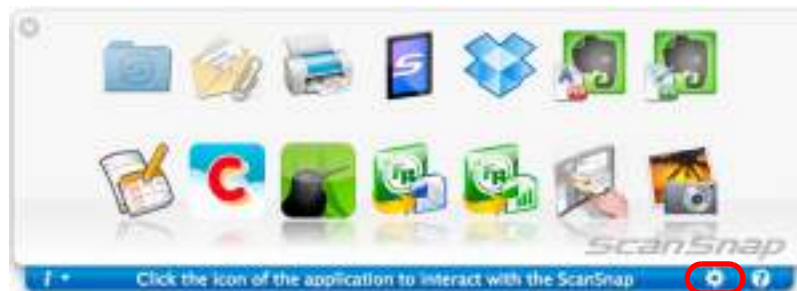 ScanSnap
Click the icon of the application to interact with the ScanSnap